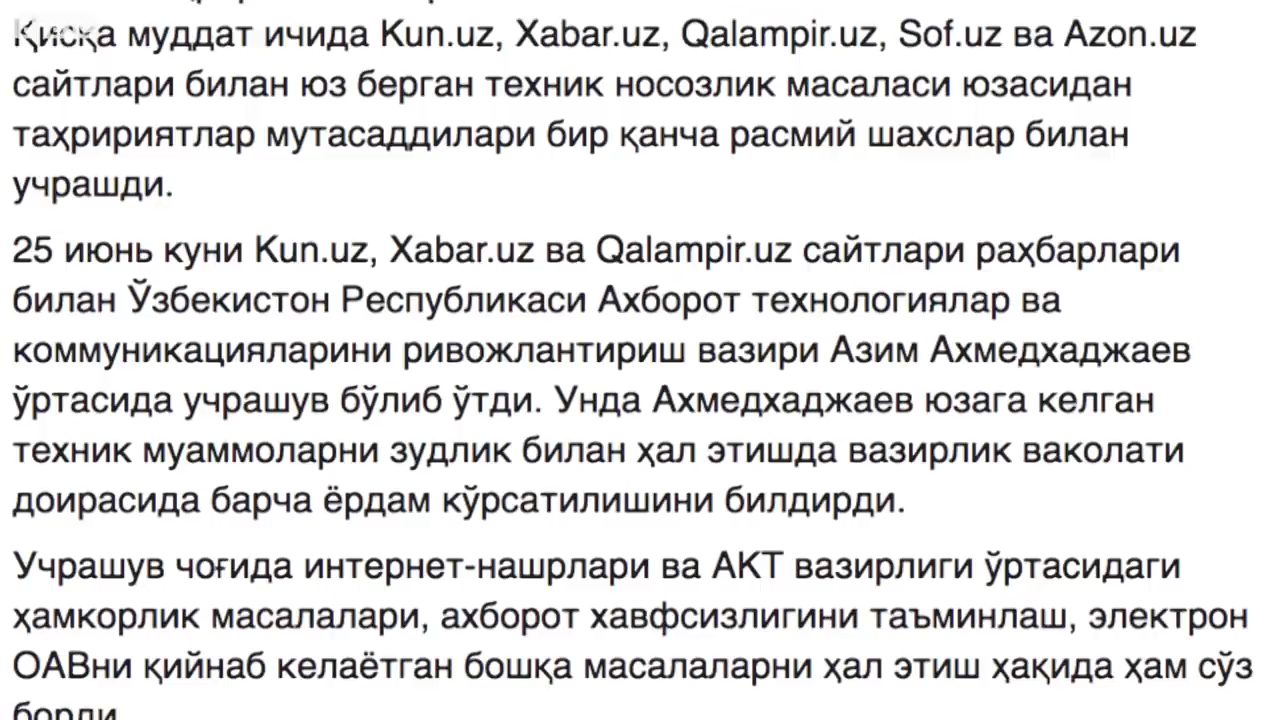 Қисқа муддат ичида Kun.uz, Xabar.uz, Qalampir.uz, Sof.uz ва Azon.uz
сайтлари билан юз берган техник носозлик масаласи юзасидан
таҳририятлар мутасаддилари бир қанча расмий шахслар билан
учрашди.
25 июнь куни Kun.uz, Xabar.uz ва Qalampir.uz сайтлари раҳбарлари
билан Ўзбекистон Республикаси Ахборот технологиялар ва
коммуникацияларини ривожлантириш вазири Азим Ахмедхаджаев
ўртасида учрашув бўлиб ўтди. Унда Ахмедхаджаев юзага келган
техник муаммоларни зудлик билан ҳал этишда вазирлик ваколати
доирасида барча ёрдам кўрсатилишини билдирди.
Учрашув чоғида интернет-нашрлари ва АКТ вазирлиги ўртасидаги
ҳамкорлик масалалари, ахборот хавфсизлигини таъминлаш, электрон
ОАВни қийнаб келаётган бошқа масалаларни ҳал этиш ҳақида ҳам сўз
борди.